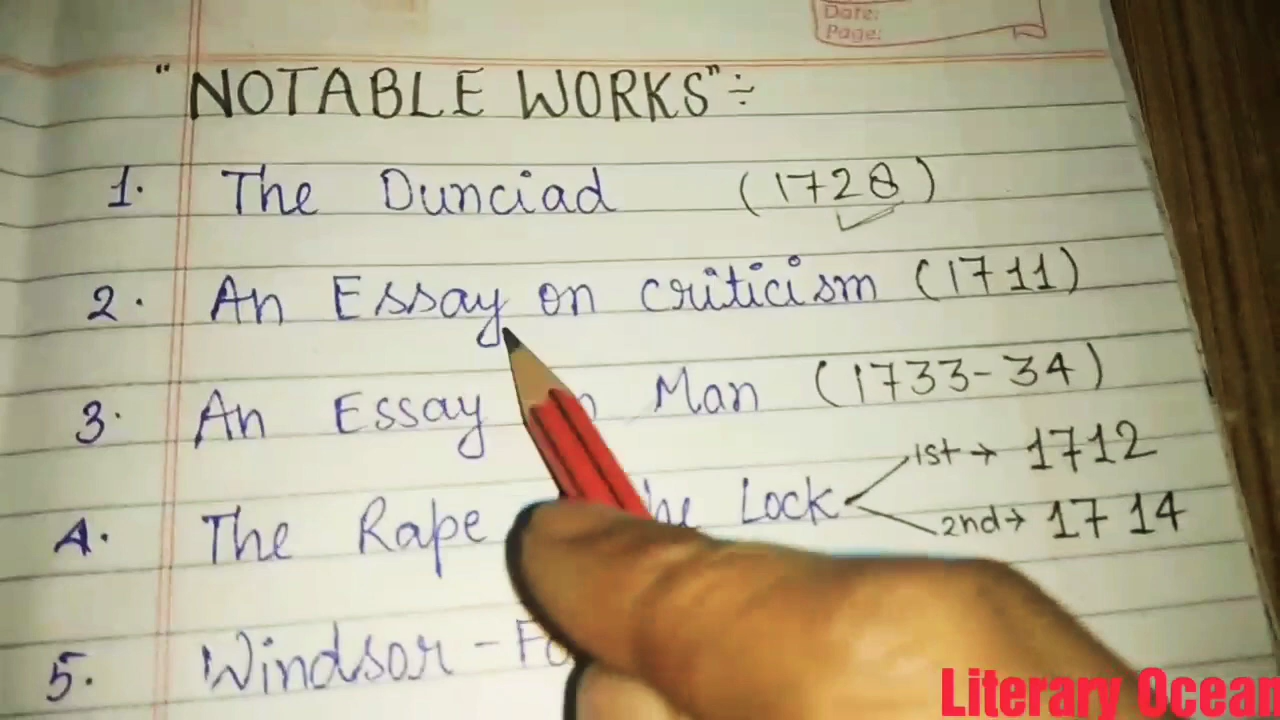 Date:
Page:
"NOTABLE WORKS" ÷
1. The Dunciad (1728)
2. An Essay on criticism (1711)
3. An Essay Man (1733-34)
4. The Rape Lock 1st → 1712
2nd → 1714
5. Windsor-
Literary Ocean